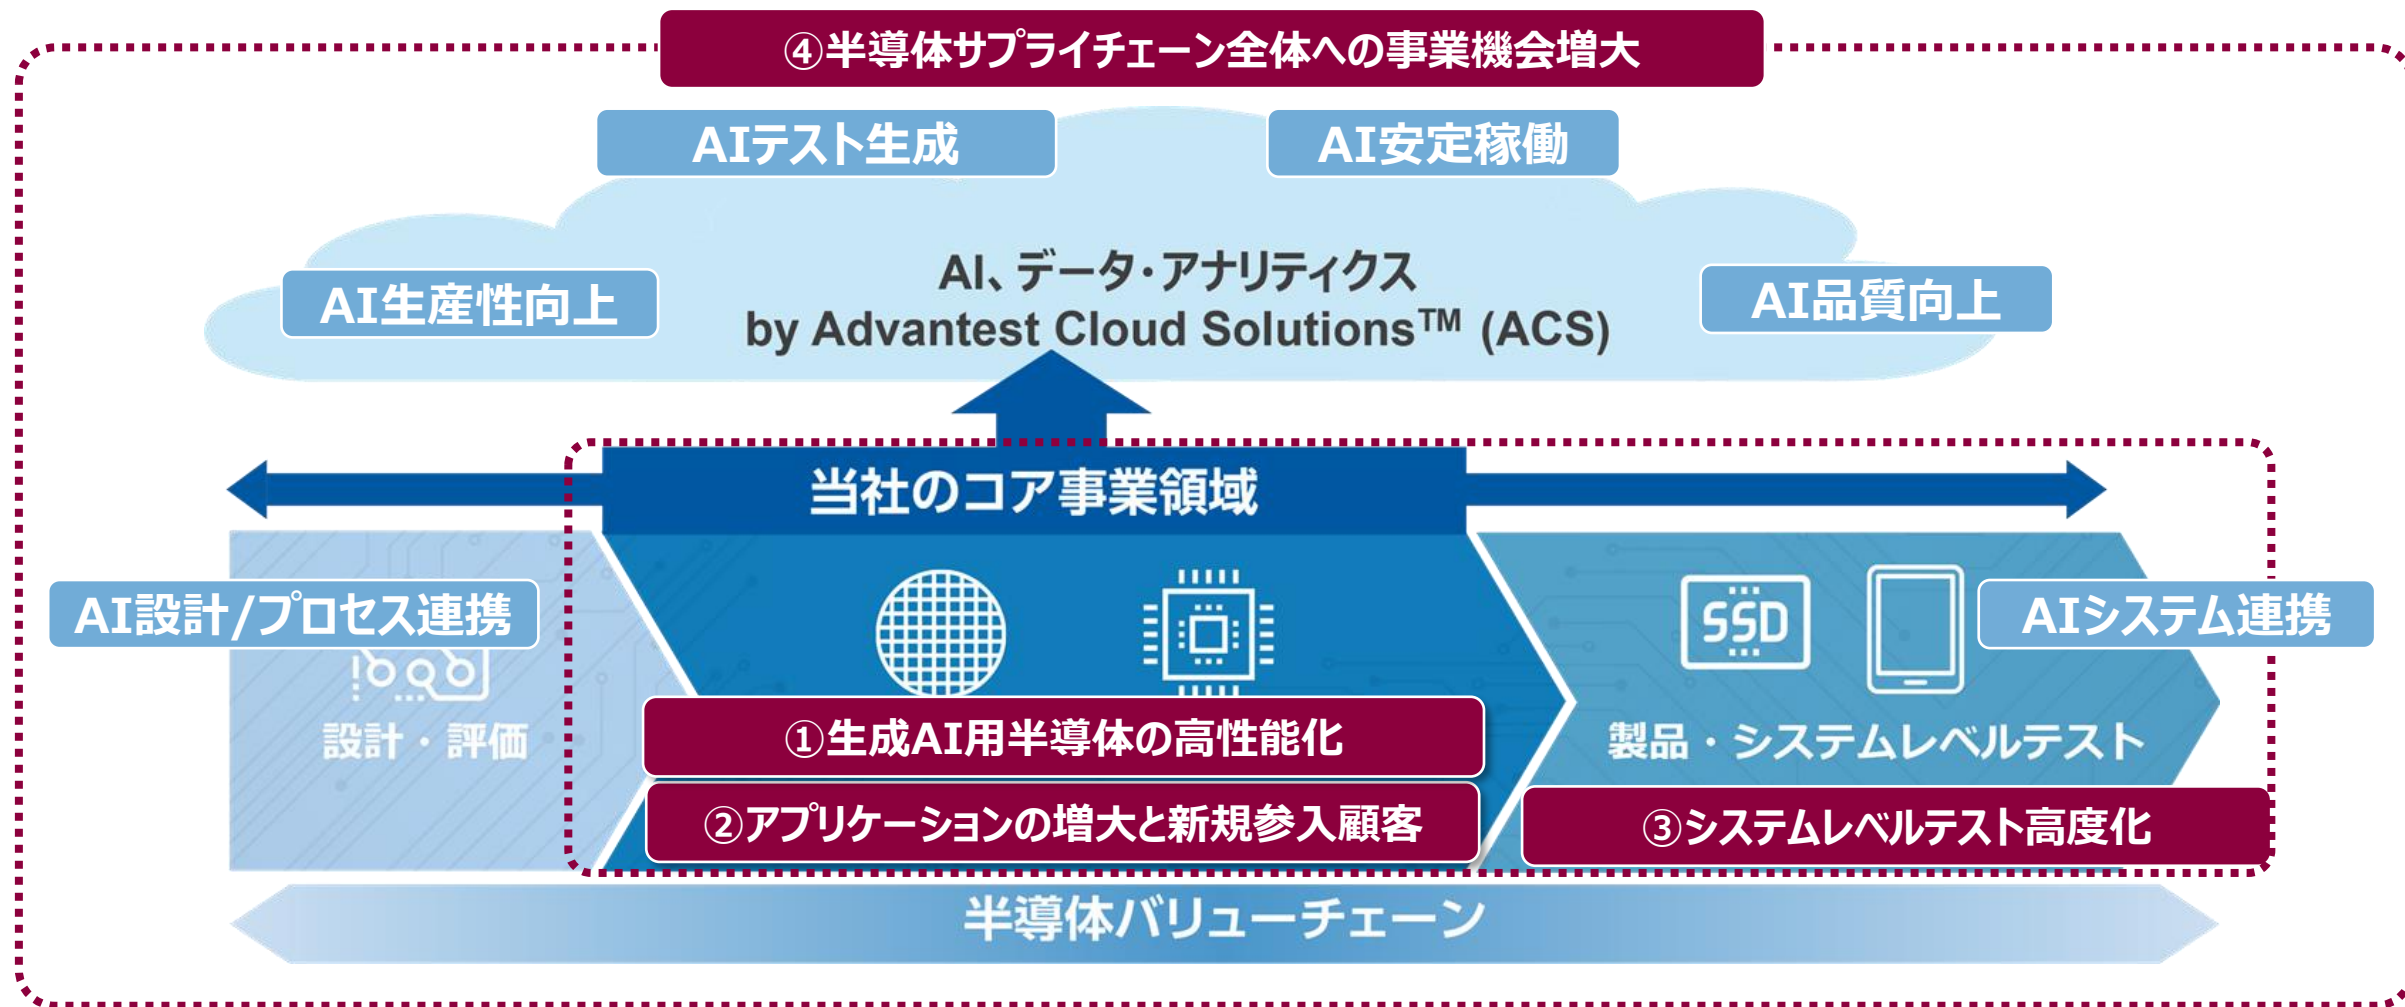 ④半導体サプライチェーン全体への事業機会増大
AIテスト生成
AI安定稼働
AI生産性向上
AI品質向上
AI、データ・アナリティクス
by Advantest Cloud Solutions™ (ACS)
当社のコア事業領域
AI設計/プロセス連携
SSD
AIシステム連携
設計・評価
①生成AI用半導体の高性能化
製品・システムレベルテスト
②アプリケーションの増大と新規参入顧客
③システムレベルテスト高度化
半導体バリューチェーン